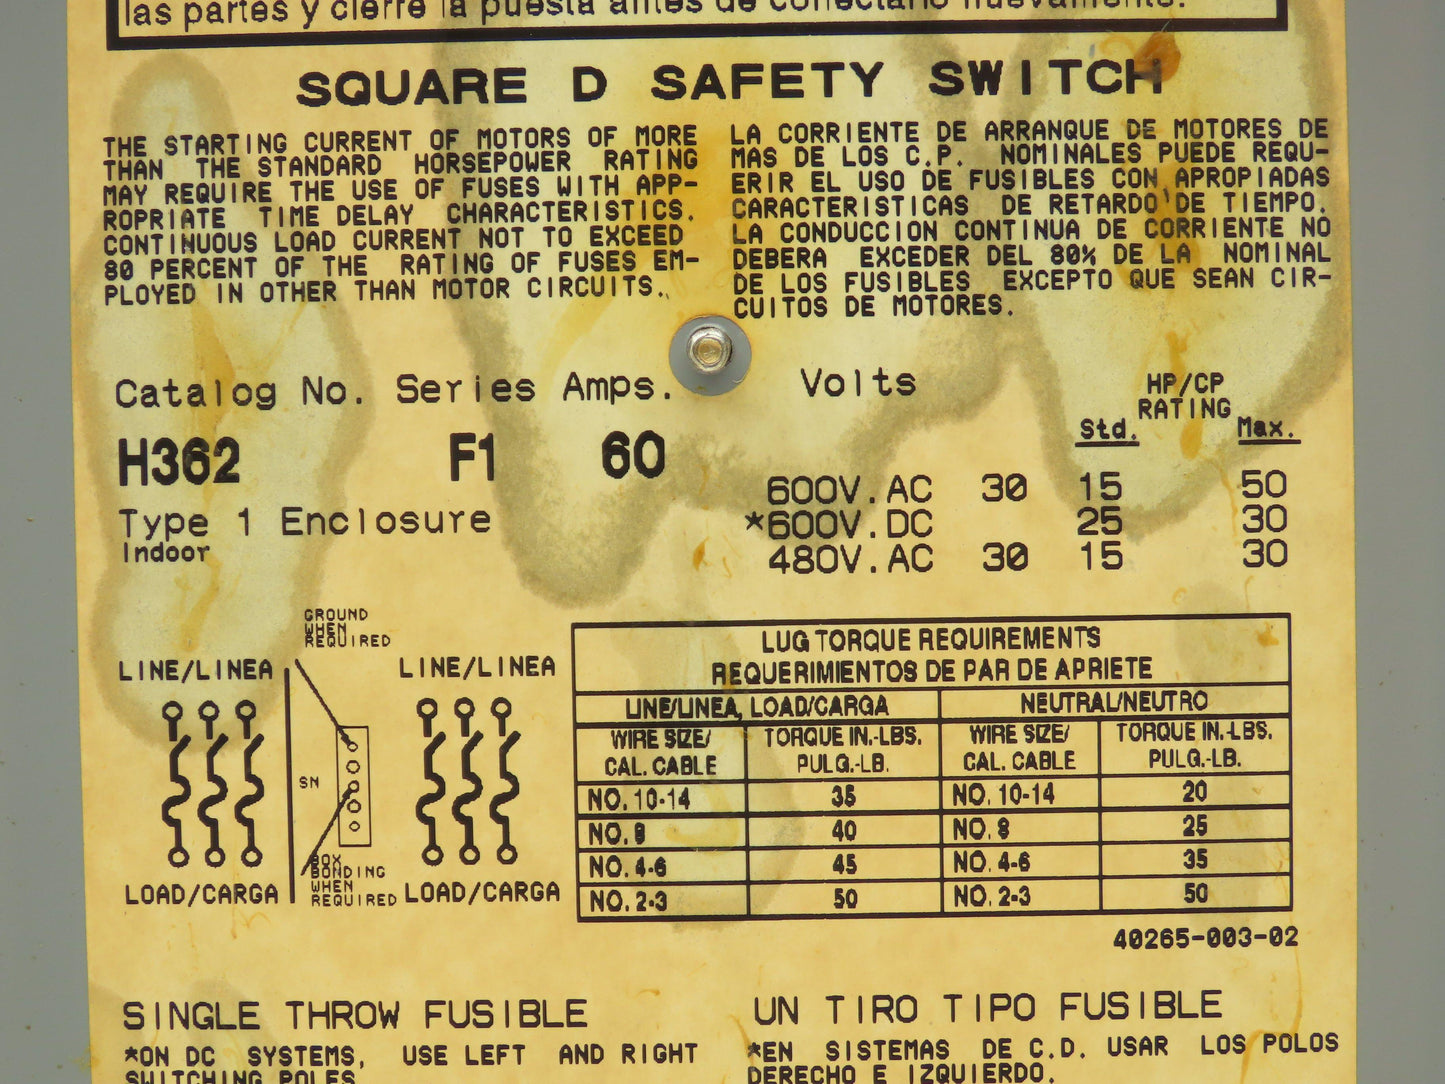 las partes y cierre la puesta antes de conectarlo nuevamente.
SQUARE D SAFETY SWITCH
THE STARTING CURRENT OF MOTORS OF MORE
THAN THE STANDARD HORSEPOWER RATING
MAY REQUIRE THE USE OF FUSES WITH APP-
ROPRIATE TIME DELAY CHARACTERISTICS.
CONTINUOUS LOAD CURRENT NOT TO EXCEED
80 PERCENT OF THE RATING OF FUSES EM-
PLOYED IN OTHER THAN MOTOR CIRCUITS.
LA CORRIENTE DE ARRANQUE DE MOTORES DE
MAS DE LOS C.P. NOMINALES PUEDE REQU-
ERIR EL USO DE FUSIBLES CON APROPIADAS
CARACTERISTICAS DE RETARDO DE TIEMPO.
LA CONDUCCION CONTINUA DE CORRIENTE NO
DEBERA EXCEDER DEL 80% DE LA NOMINAL
DE LOS FUSIBLES EXCEPTO QUE SEAN CIR-
CUITOS DE MOTORES.
Catalog No. Series Amps. Volts
HP/CP
RATING
Std. Max.
H362 F1 60
600V.AC 30 15 50
*600V.DC 25 30
480V.AC 30 15 30
Type 1 Enclosure
Indoor
GROUND
WHEN
REQUIRED
LINE/LINEA LINE/LINEA
SN
BOX
BONDING
WHEN
REQUIRED
LOAD/CARGA LOAD/CARGA
LUG TORQUE REQUIREMENTS
REQUERIMIENTOS DE PAR DE APRIETE
LINE/LINEA, LOAD/CARGA NEUTRAL/NEUTRO
WIRE SIZE/ TORQUE IN.-LBS. WIRE SIZE/ TORQUE IN.-LBS.
CAL. CABLE PULG.-LB. CAL. CABLE PULG.-LB.
NO. 10-14 35 NO. 10-14 20
NO. 8 40 NO. 8 25
NO. 4-6 45 NO. 4-6 35
NO. 2-3 50 NO. 2-3 50
40265-003-02
SINGLE THROW FUSIBLE
*ON DC SYSTEMS, USE LEFT AND RIGHT
SWITCHING POLES
UN TIRO TIPO FUSIBLE
*EN SISTEMAS DE C.D. USAR LOS POLOS
DERECHO E IZQUIERDO.